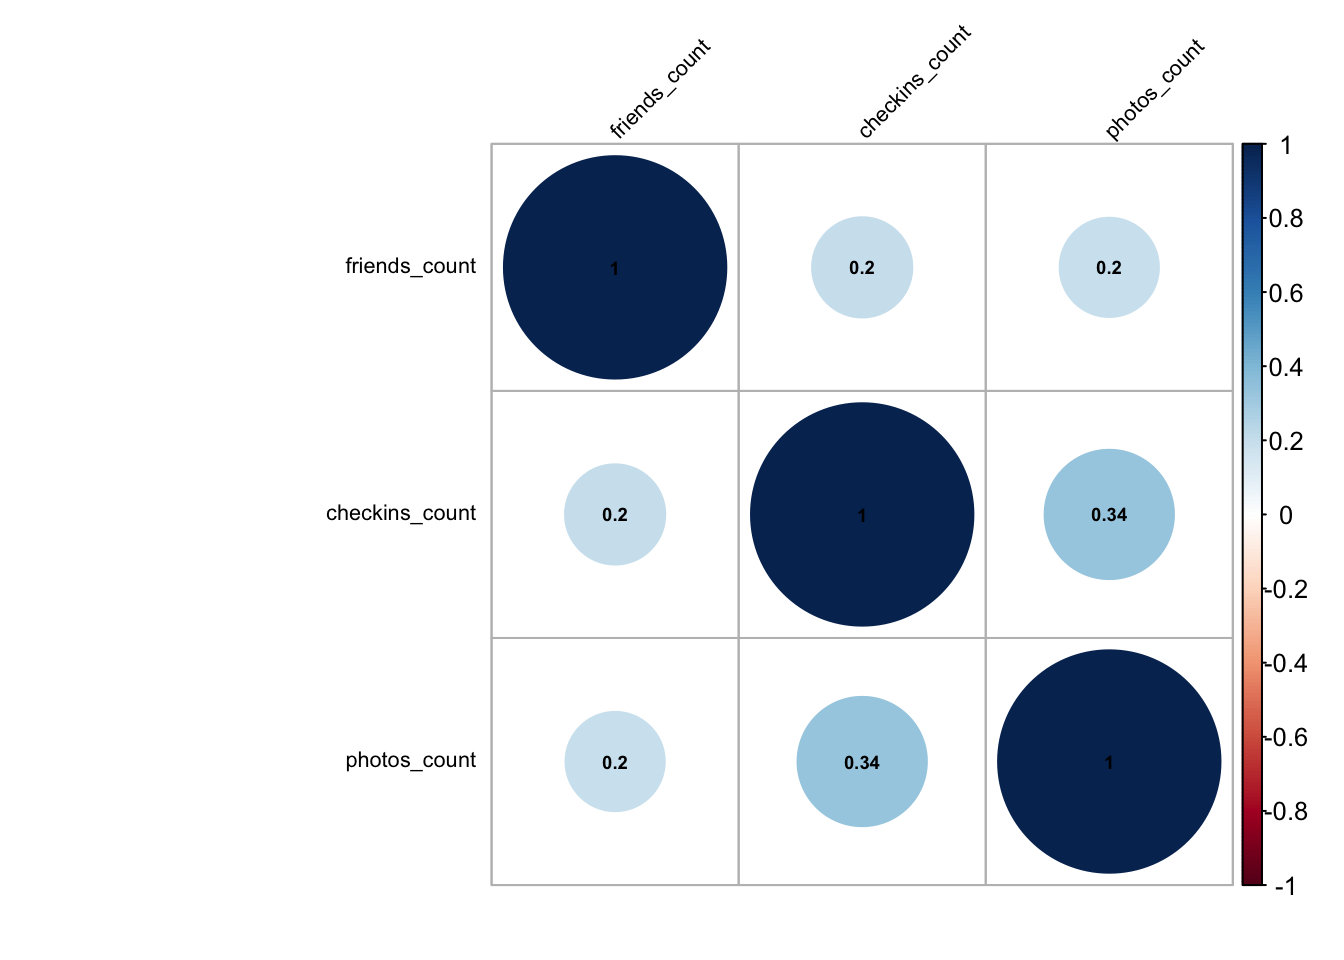 friends_count
checkins_count
photos_count
friends_count 1 0.2 0.2
checkins_count 0.2 1 0.34
photos_count 0.2 0.34 1
1
0.8
0.6
0.4
0.2
0
-0.2
-0.4
-0.6
-0.8
-1